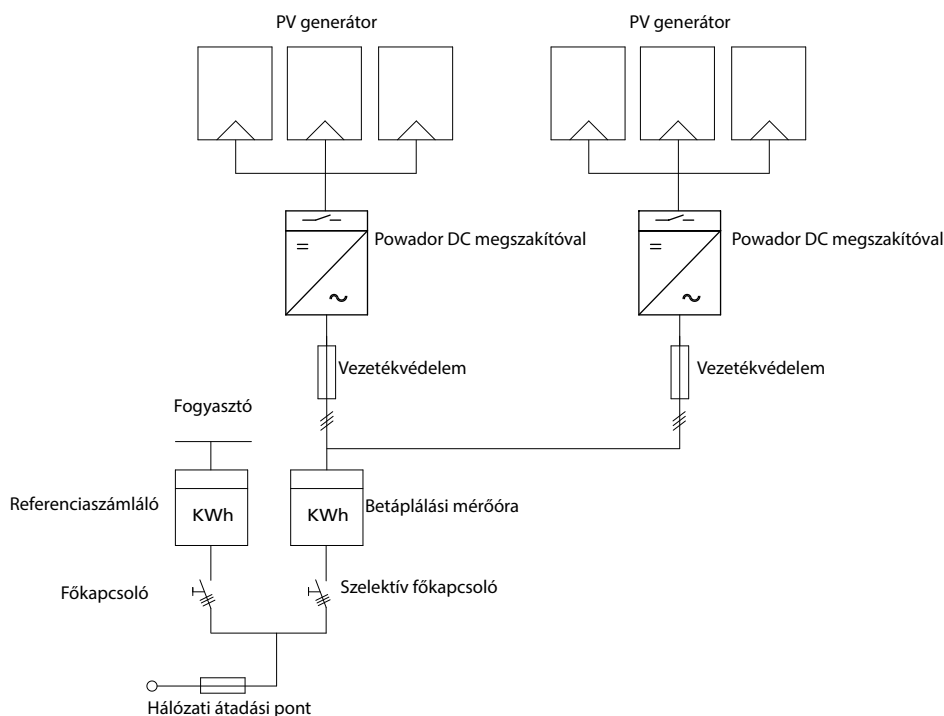 PV generátor
PV generátor
Powador DC megszakítóval
Powador DC megszakítóval
Vezetékvédelem
Vezetékvédelem
Fogyasztó
Referenciaszámláló
KWh
KWh
Betáplálási mérőóra
Főkapcsoló
Szelektív főkapcsoló
Hálózati átadási pont